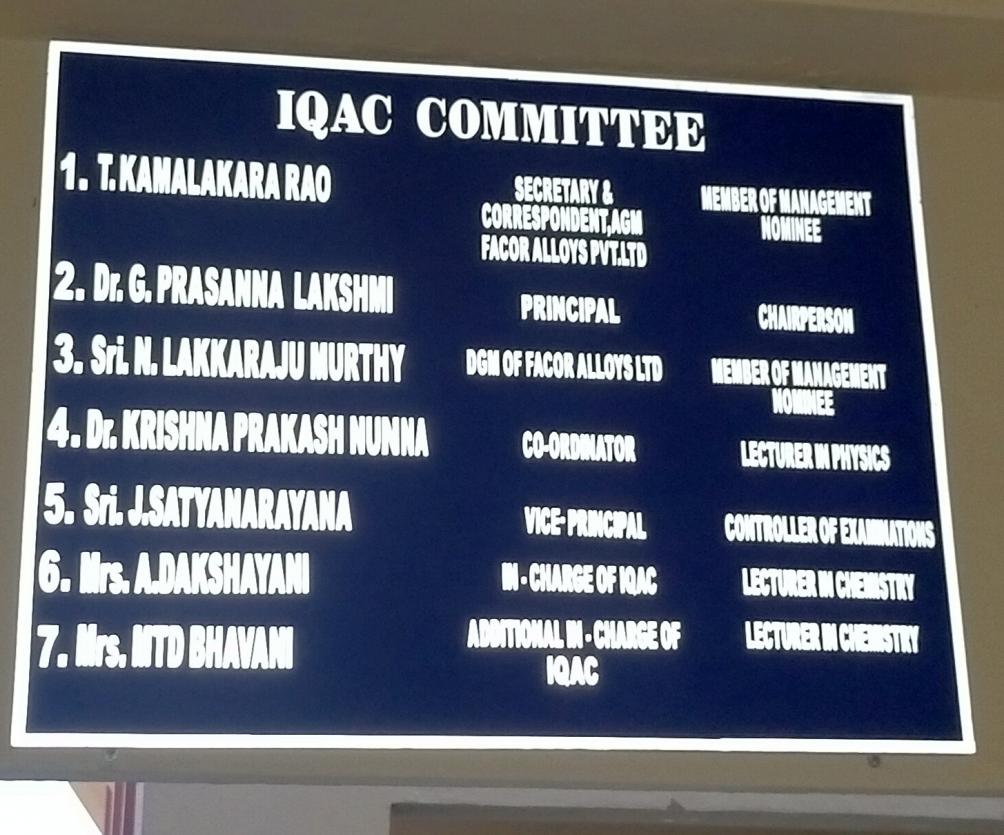 IQAC COMMITTEE
1. T.KAMALAKARA RAO SECRETARY & CORRESPONDENT,AGM FACOR ALLOYS PVT.LTD MEMBER OF MANAGEMENT NOMINEE
2. Dr. G. PRASANNA LAKSHMI PRINCIPAL CHAIRPERSON
3. Sri. N. LAKKARAJU MURTHY DGM OF FACOR ALLOYS LTD MEMBER OF MANAGEMENT NOMINEE
4. Dr. KRISHNA PRAKASH NUNNA CO-ORDINATOR LECTURER IN PHYSICS
5. Sri. J.SATYANARAYANA VICE-PRINCIPAL CONTROLLER OF EXAMINATIONS
6. Mrs. A.DAKSHAYANI IN - CHARGE OF IQAC LECTURER IN CHEMISTRY
7. Mrs. MTD BHAVANI ADDITIONAL IN - CHARGE OF IQAC LECTURER IN CHEMISTRY